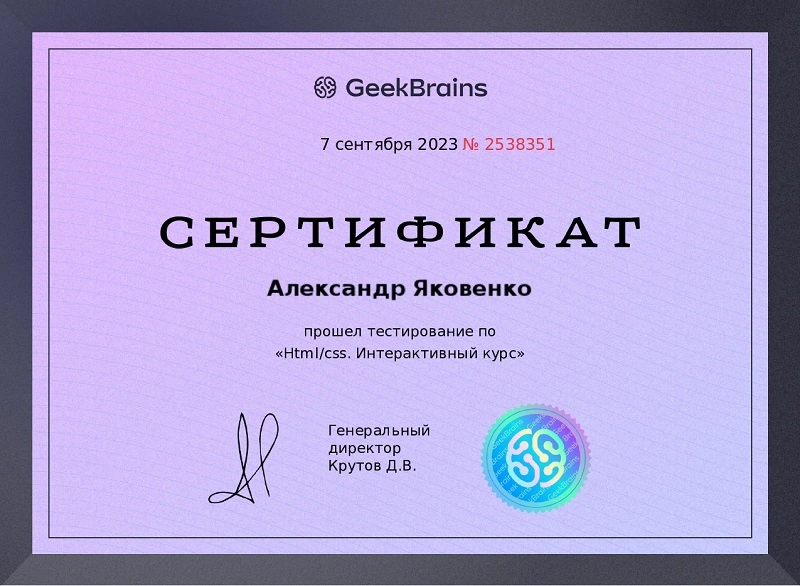 GeekBrains
7 сентября 2023 № 2538351
СЕРТИФИКАТ
Александр Яковенко
прошел тестирование по
«Html/css. Интерактивный курс»
Генеральный
директор
Крутов Д.В.
GeekBrains